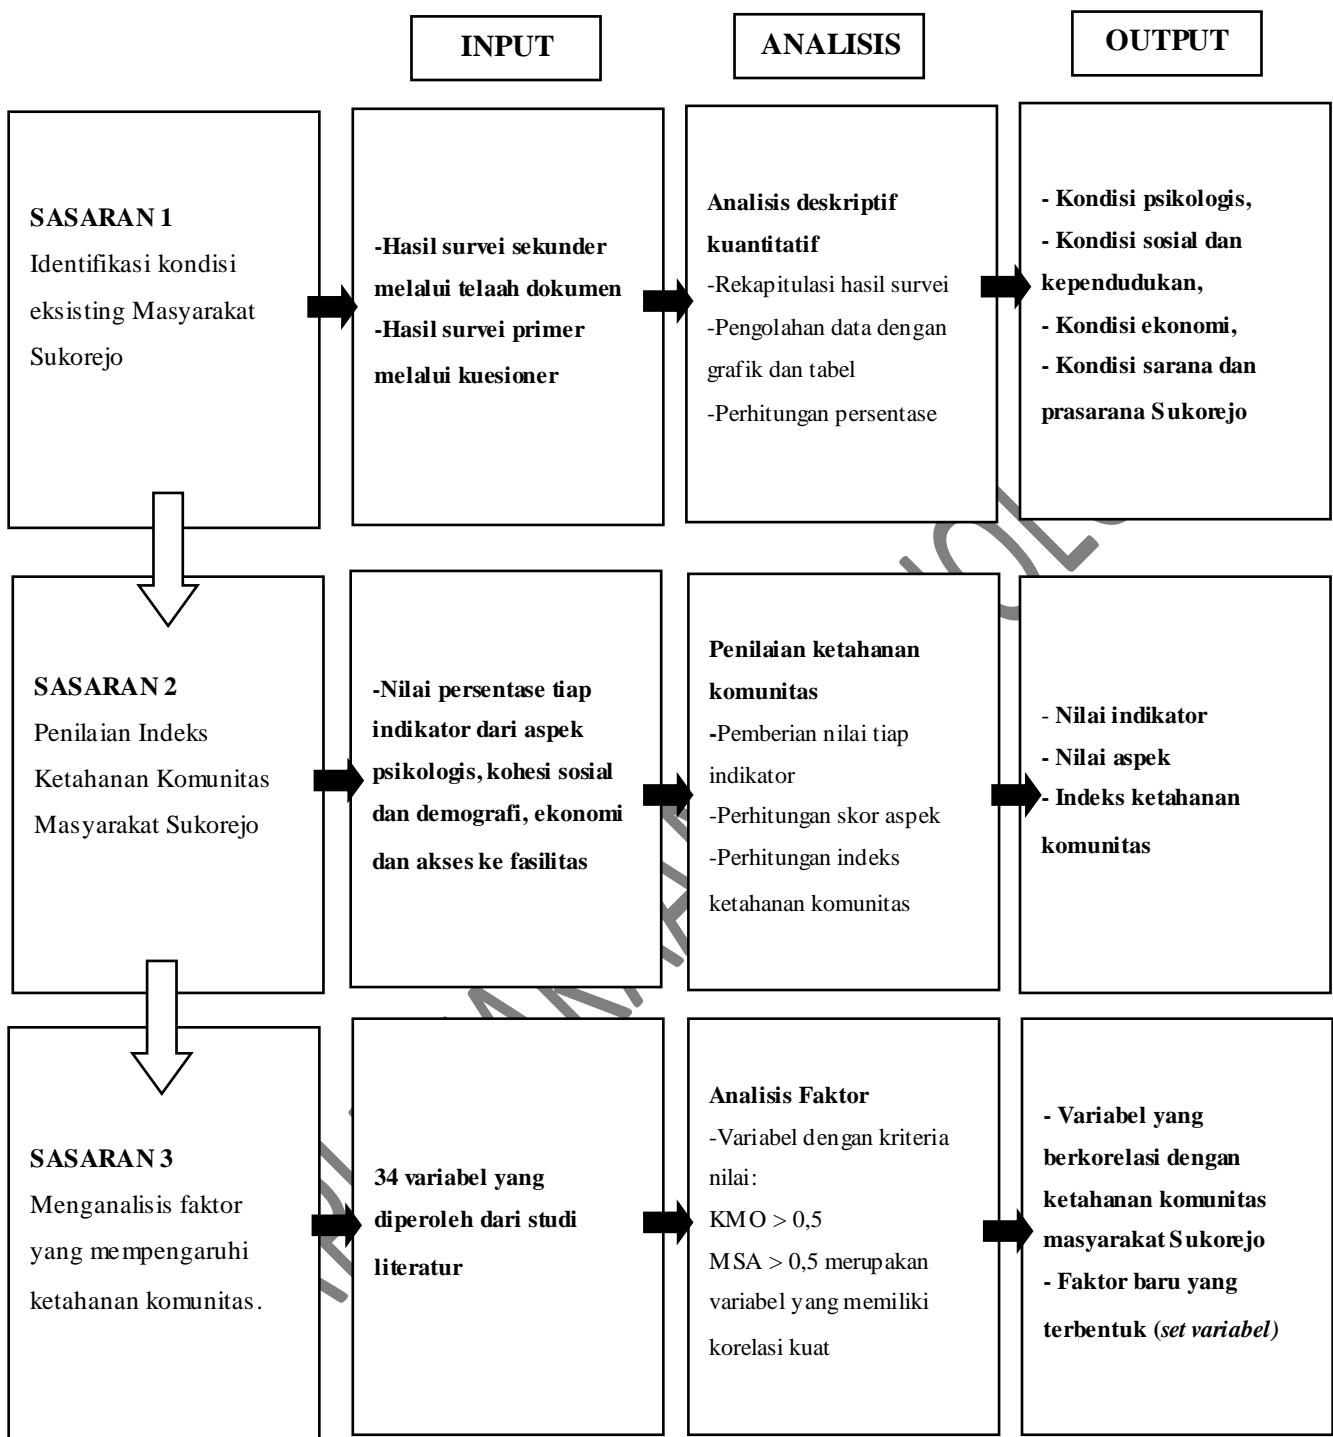 INPUT
ANALISIS
OUTPUT
SASARAN 1
Identifikasi kondisi
eksisting Masyarakat
Sukorejo
-Hasil survei sekunder
melalui telaah dokumen
-Hasil survei primer
melalui kuesioner
Analisis deskriptif
kuantitatif
-Rekapitulasi hasil survei
-Pengolahan data dengan
grafik dan tabel
-Perhitungan persentase
- Kondisi psikologis,
- Kondisi sosial dan
kependudukan,
- Kondisi ekonomi,
- Kondisi sarana dan
prasarana Sukorejo
SASARAN 2
Penilaian Indeks
Ketahanan Komunitas
Masyarakat Sukorejo
-Nilai persentase tiap
indikator dari aspek
psikologis, kohesi sosial
dan demografi, ekonomi
dan akses ke fasilitas
Penilaian ketahanan
komunitas
-Pemberian nilai tiap
indikator
-Perhitungan skor aspek
-Perhitungan indeks
ketahanan komunitas
- Nilai indikator
- Nilai aspek
- Indeks ketahanan
komunitas
SASARAN 3
Menganalisis faktor
yang mempengaruhi
ketahanan komunitas.
34 variabel yang
diperoleh dari studi
literatur
Analisis Faktor
-Variabel dengan kriteria
nilai:
KMO > 0,5
MSA > 0,5 merupakan
variabel yang memiliki
korelasi kuat
- Variabel yang
berkorelasi dengan
ketahanan komunitas
masyarakat Sukorejo
- Faktor baru yang
terbentuk (set variabel)